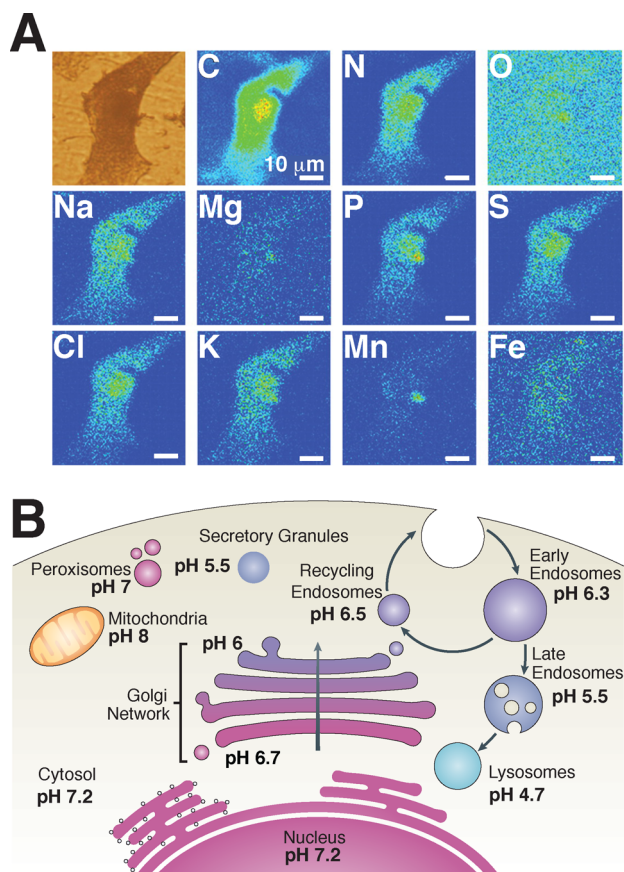 A
C
N
O
10 μm
Na
Mg
P
S
Cl
K
Mn
Fe
B
Secretory Granules
pH 5.5
Peroxisomes
pH 7
Mitochondria
pH 8
Recycling
Endosomes
pH 6.5
Early
Endosomes
pH 6.3
Late
Endosomes
pH 5.5
Golgi
Network
pH 6
pH 6.7
Lysosomes
pH 4.7
Cytosol
pH 7.2
Nucleus
pH 7.2